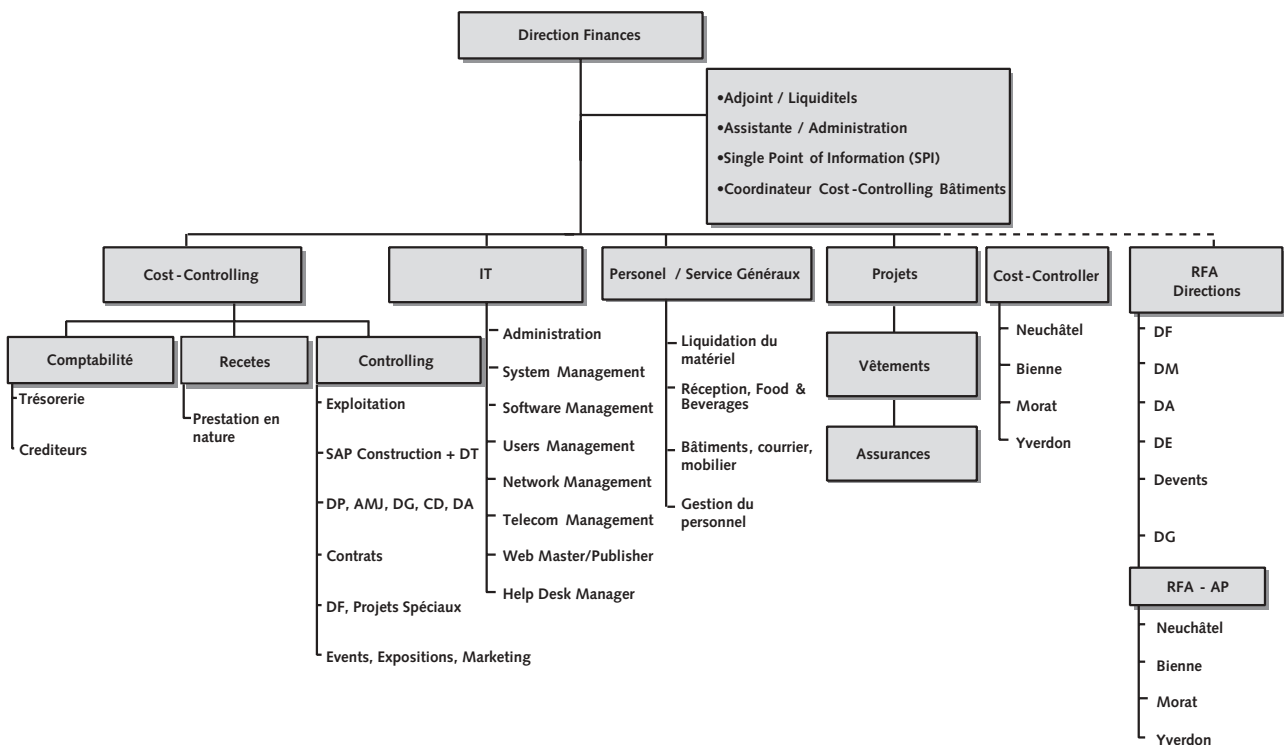 Direction Finances
•Adjoint / Liquiditels
•Assistante / Administration
•Single Point of Information (SPI)
•Coordinateur Cost-Controlling Bâtiments
Cost-Controlling
IT
Personel / Service Généraux
Projets
Cost-Controller
RFA
Directions
Comptabilité
Recetes
Controlling
Trésorerie
Crediteurs
Prestation en
nature
Exploitation
SAP Construction + DT
DP, AMJ, DG, CD, DA
Contrats
DF, Projets Spéciaux
Events, Expositions, Marketing
Administration
System Management
Software Management
Users Management
Network Management
Telecom Management
Web Master/Publisher
Help Desk Manager
Liquidation du
matériel
Réception, Food &
Beverages
Bâtiments, courrier,
mobilier
Gestion du
personnel
Vêtements
Assurances
Neuchâtel
Bienne
Morat
Yverdon
DF
DM
DA
DE
Devents
DG
RFA - AP
Neuchâtel
Bienne
Morat
Yverdon